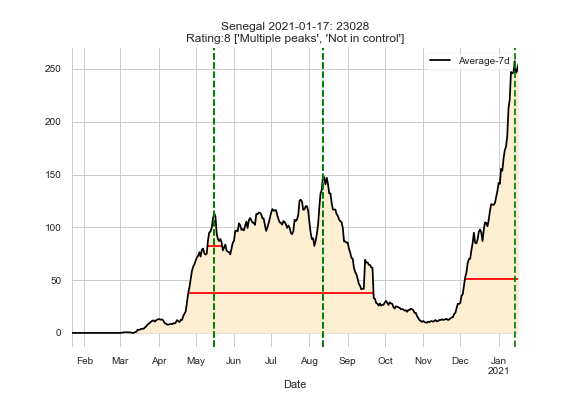 Senegal 2021-01-17: 23028
Rating:8 ['Multiple peaks', 'Not in control']
Average-7d
250
200
150
100
50
0
Feb Mar Apr May Jun Jul Aug Sep Oct Nov Dec Jan
2021
Date